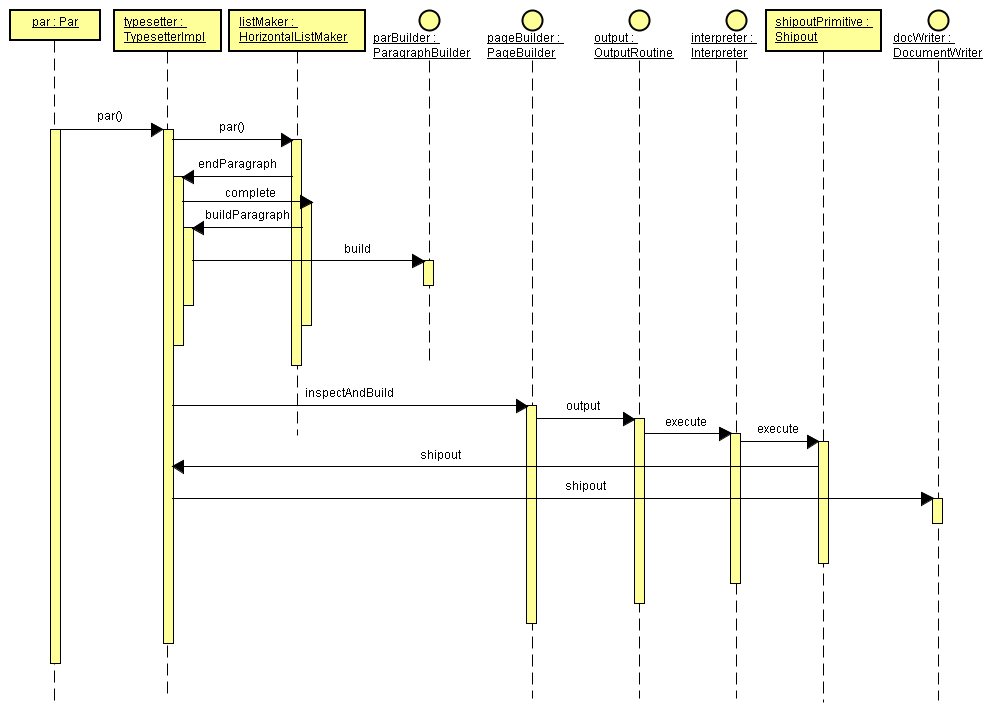 par : Par
typesetter :
TypesetterImpl
listMaker :
HorizontalListMaker
parBuilder :
ParagraphBuilder
pageBuilder :
PageBuilder
output :
OutputRoutine
interpreter :
Interpreter
shipoutPrimitive :
Shipout
docWriter :
DocumentWriter
par()
par()
endParagraph
complete
buildParagraph
build
inspectAndBuild
output
execute
execute
shipout
shipout